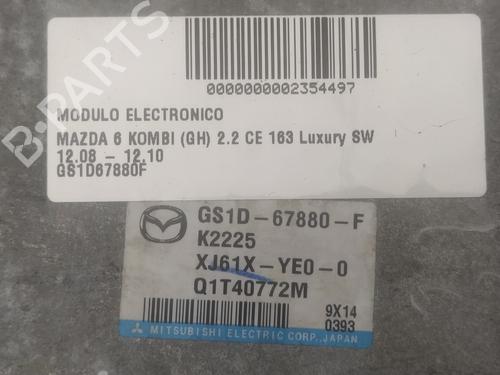 B-PARTS
0000000002354497
MODULO ELECTRONICO
MAZDA 6 KOMBI (GH) 2.2 CE 163 Luxury SW
12.08 - 12.10
GS1D67880F
GS1D-67880-F
K2225
XJ61X-YE0-0
Q1T40772M
9X14
0393
MITSUBISHI ELECTRIC CORP., JAPAN